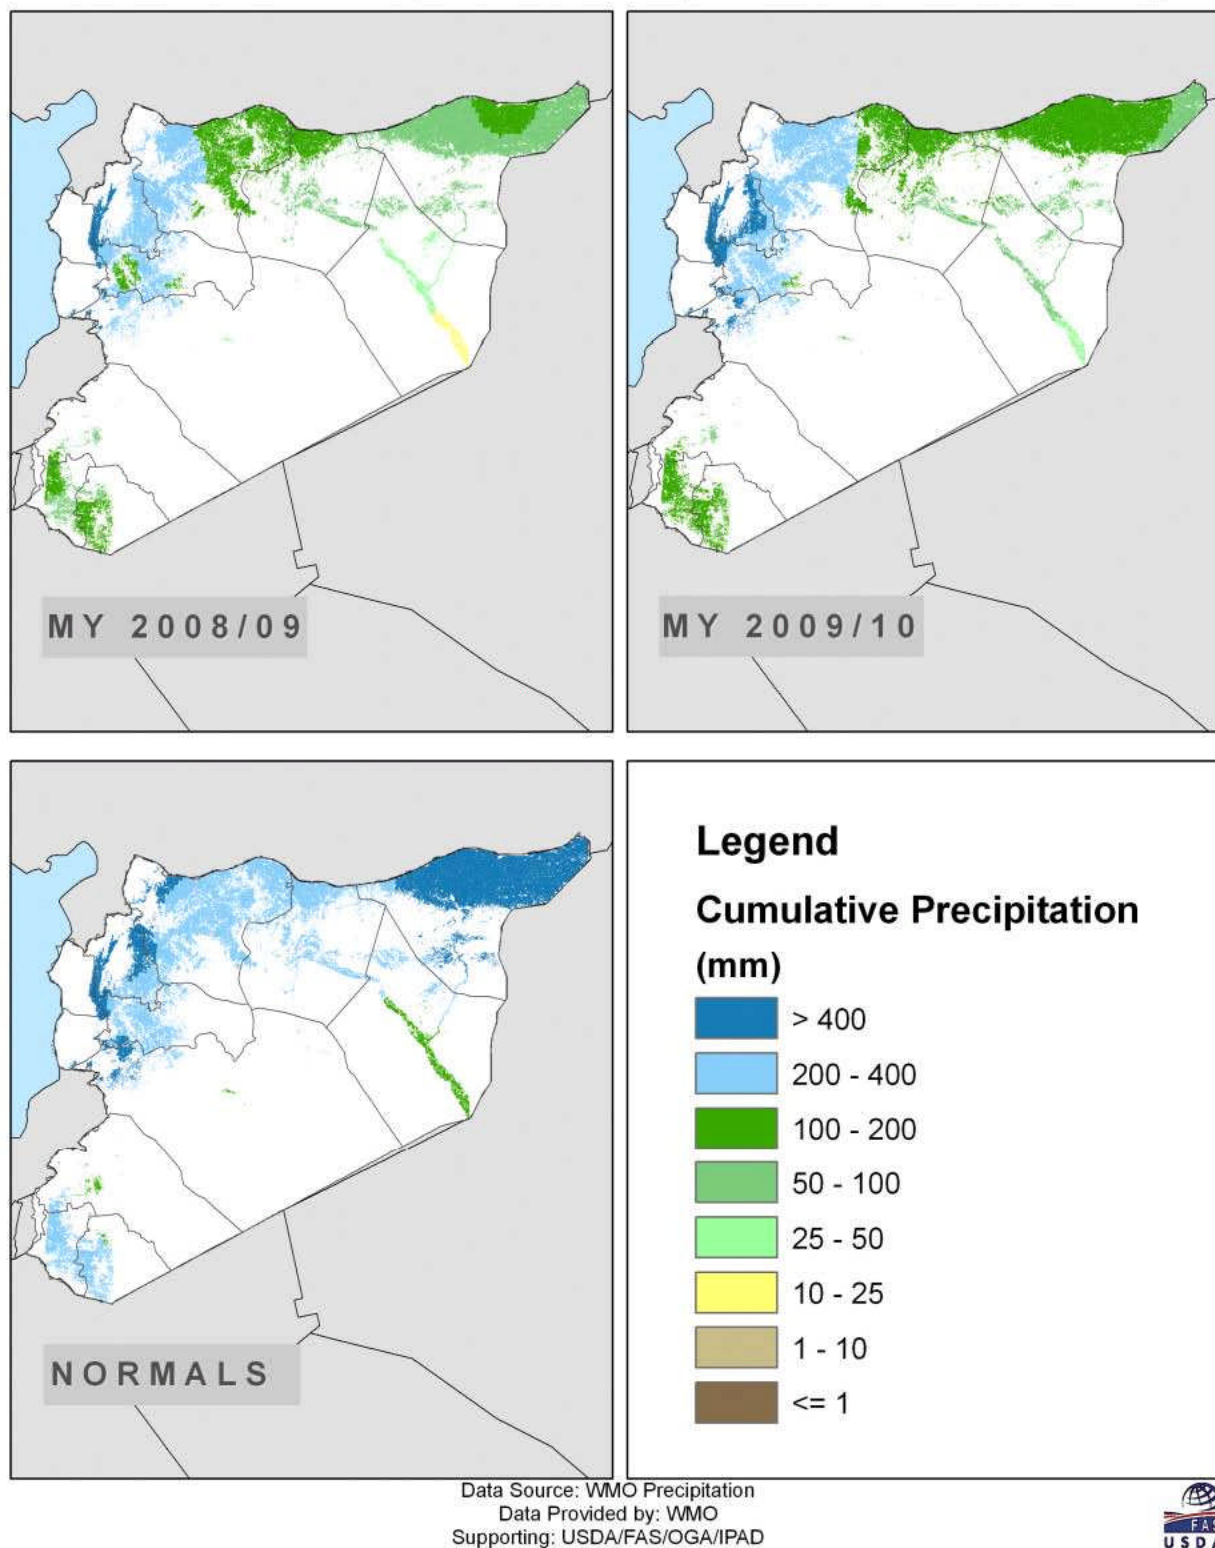 MY 2008/09
MY 2009/10
NORMALS
Legend
Cumulative Precipitation
(mm)
> 400
200 - 400
100 - 200
50 - 100
25 - 50
10 - 25
1 - 10
<= 1
Data Source: WMO Precipitation
Data Provided by: WMO
Supporting: USDA/FAS/OGA/IPAD
FAS
USDA